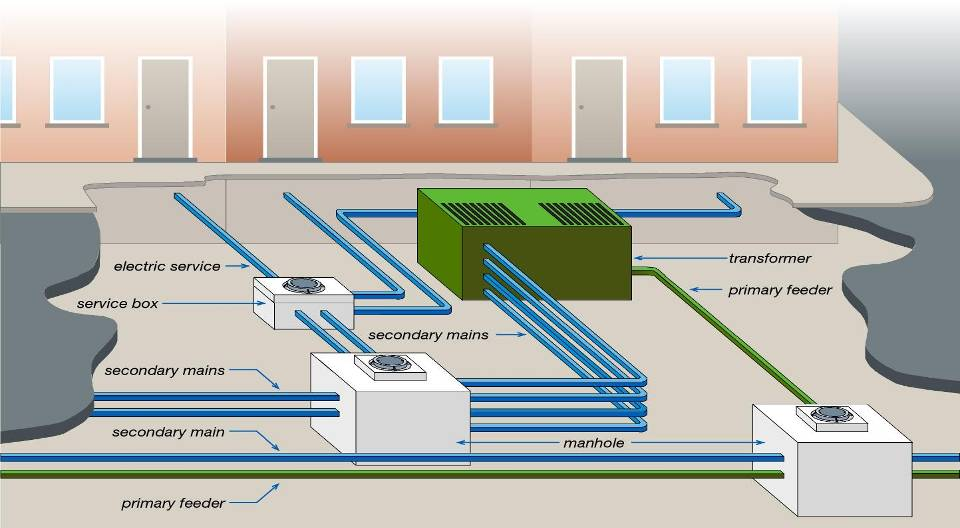 electric service
transformer
service box
primary feeder
secondary mains
secondary mains
secondary main
manhole
primary feeder